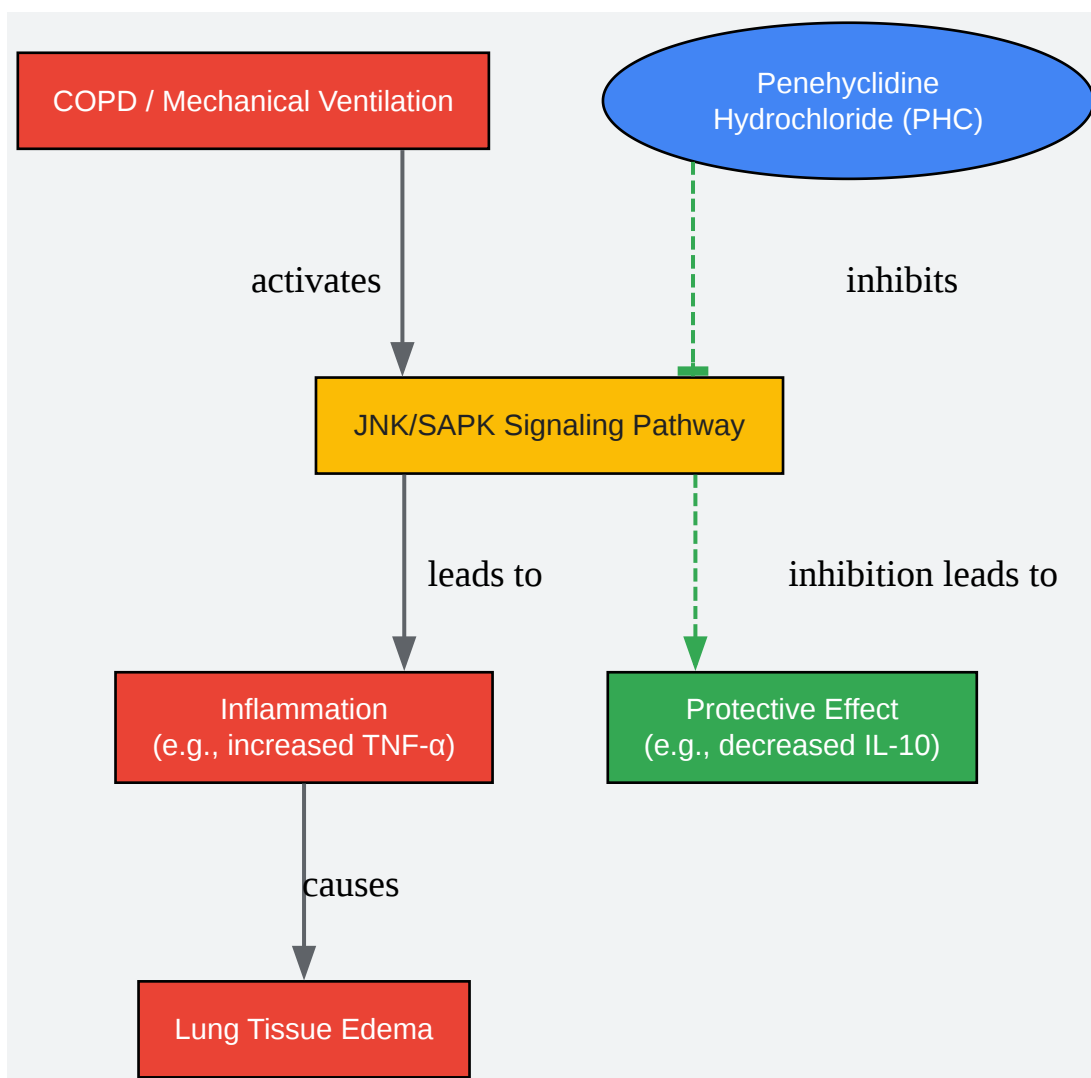 COPD / Mechanical Ventilation
Penehyclidine
Hydrochloride (PHC)
activates
inhibits
JNK/SAPK Signaling Pathway
leads to
inhibition leads to
Inflammation
(e.g., increased TNF-α)
Protective Effect
(e.g., decreased IL-10)
causes
Lung Tissue Edema